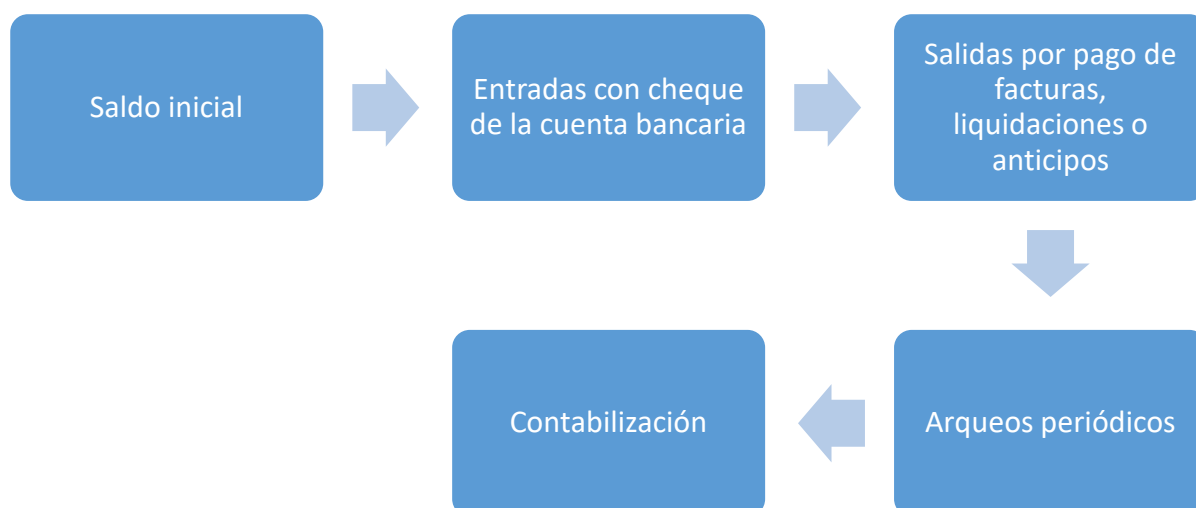 Saldo inicial
Entradas con cheque
de la cuenta bancaria
Salidas por pago de
facturas,
liquidaciones o
anticipos
Arqueos periódicos
Contabilización